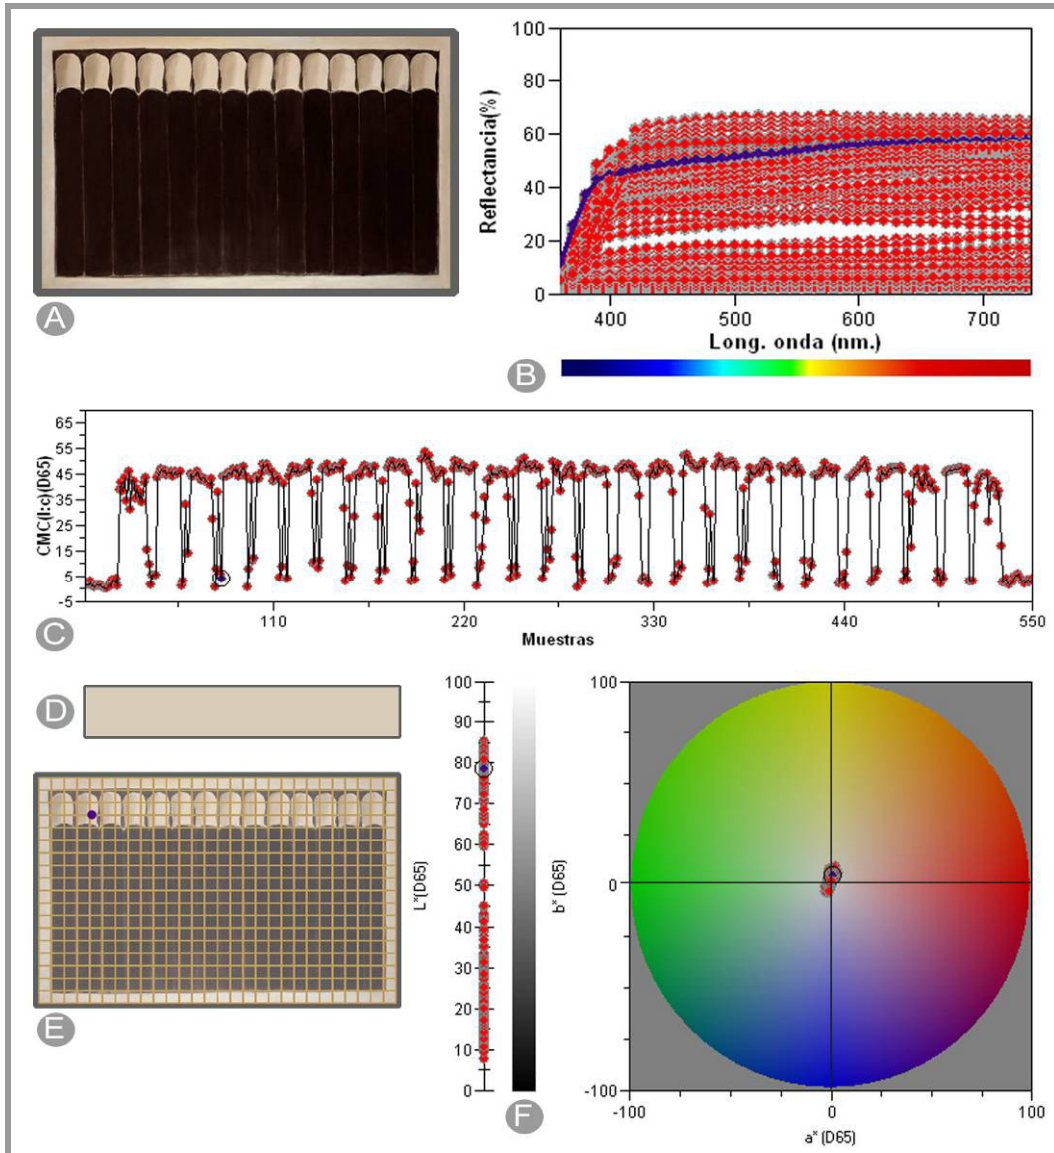 A
Reflectancia(%)
100
80
60
40
20
0
400 500 600 700
Long. onda (nm.)
B
CMC(l:c)(D65)
65
55
45
35
25
15
5
-5
110 220 330 440 550
Muestras
C
D
E
L*(D65)
100
90
80
70
60
50
40
30
20
10
0
F
b* (D65)
100
0
-100
-100 0 100
a* (D65)